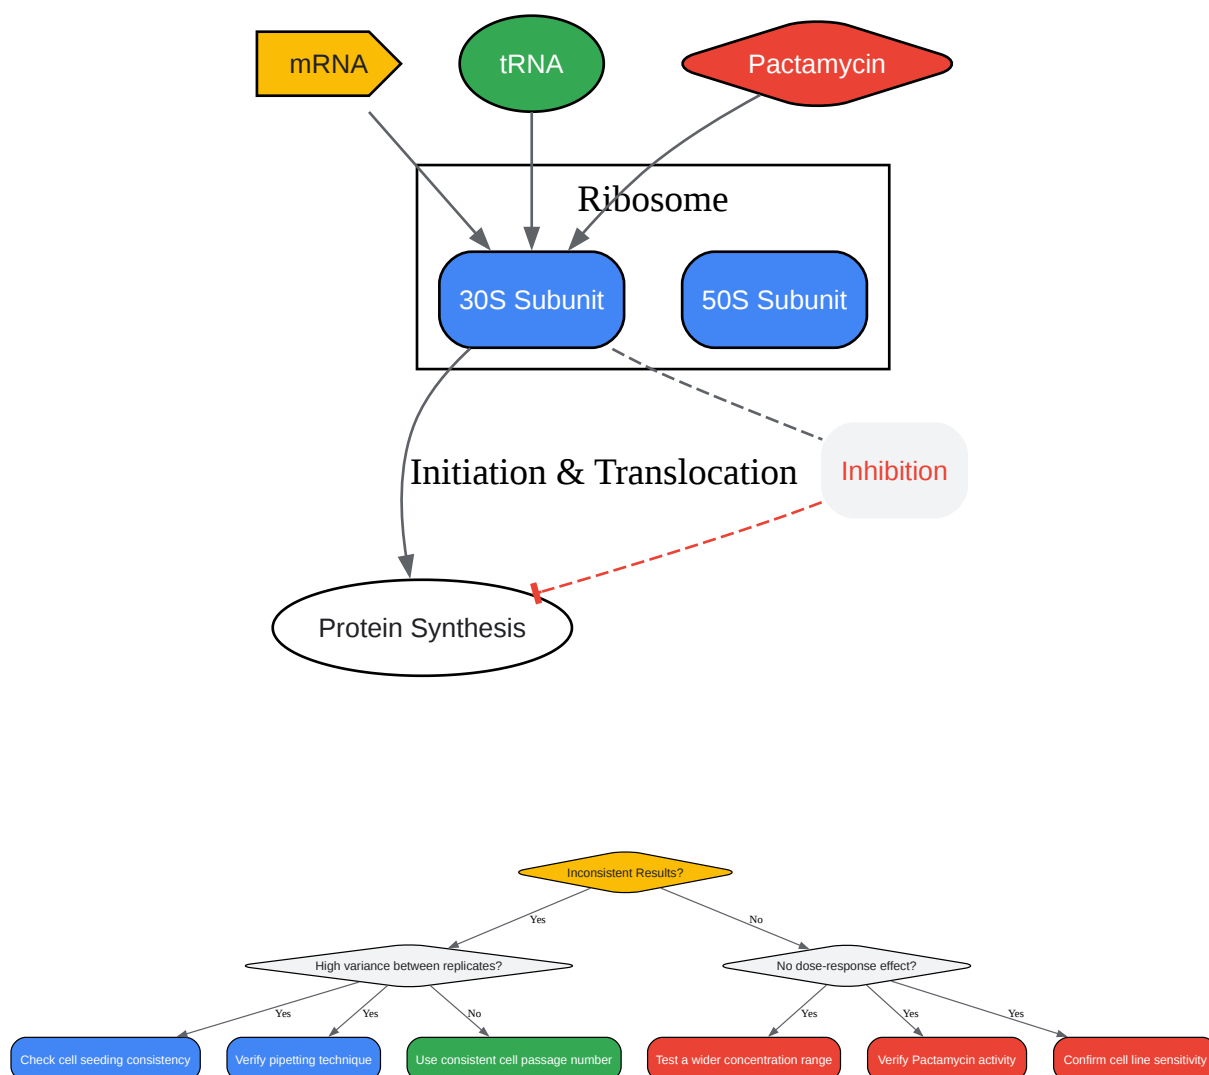 mRNA
tRNA
Pactamycin
Ribosome
30S Subunit
50S Subunit
Initiation & Translocation
Inhibition
Protein Synthesis
Inconsistent Results?
Yes
No
High variance between replicates?
No dose-response effect?
Yes
Yes
No
Yes
Yes
Yes
Check cell seeding consistency
Verify pipetting technique
Use consistent cell passage number
Test a wider concentration range
Verify Pactamycin activity
Confirm cell line sensitivity